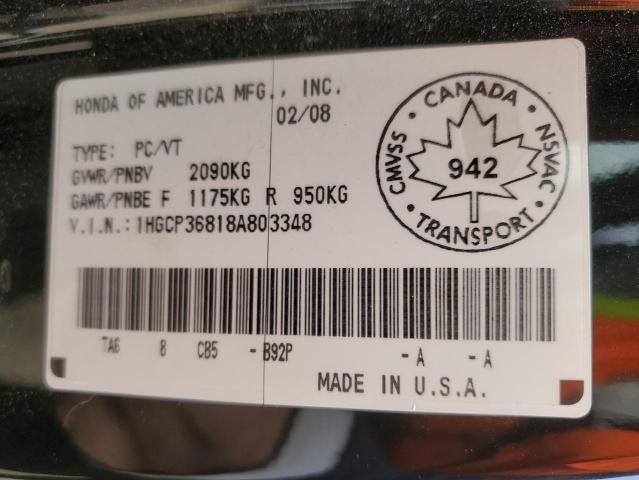 HONDA OF AMERICA MFG., INC.
02/08
TYPE: PC/VT
GVWR/PNBV 2090KG
GAWR/PNBE F 1175KG R 950KG
V.I.N.: 1HGCP36818A803348
CANADA
CMVSS
942
NSVAC
TRANSPORT
TA6 8 CB5 -B92P -A -A
MADE IN U.S.A.